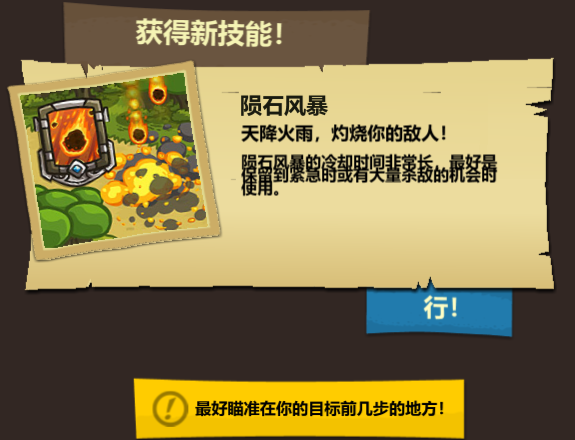 获得新技能！
陨石风暴
天降火雨，灼烧你的敌人！
陨石风暴的冷却时间非常长，最好是
保留到紧急时或有大量杀敌的机会时
使用。
行！
最好瞄准在你的目标前几步的地方！